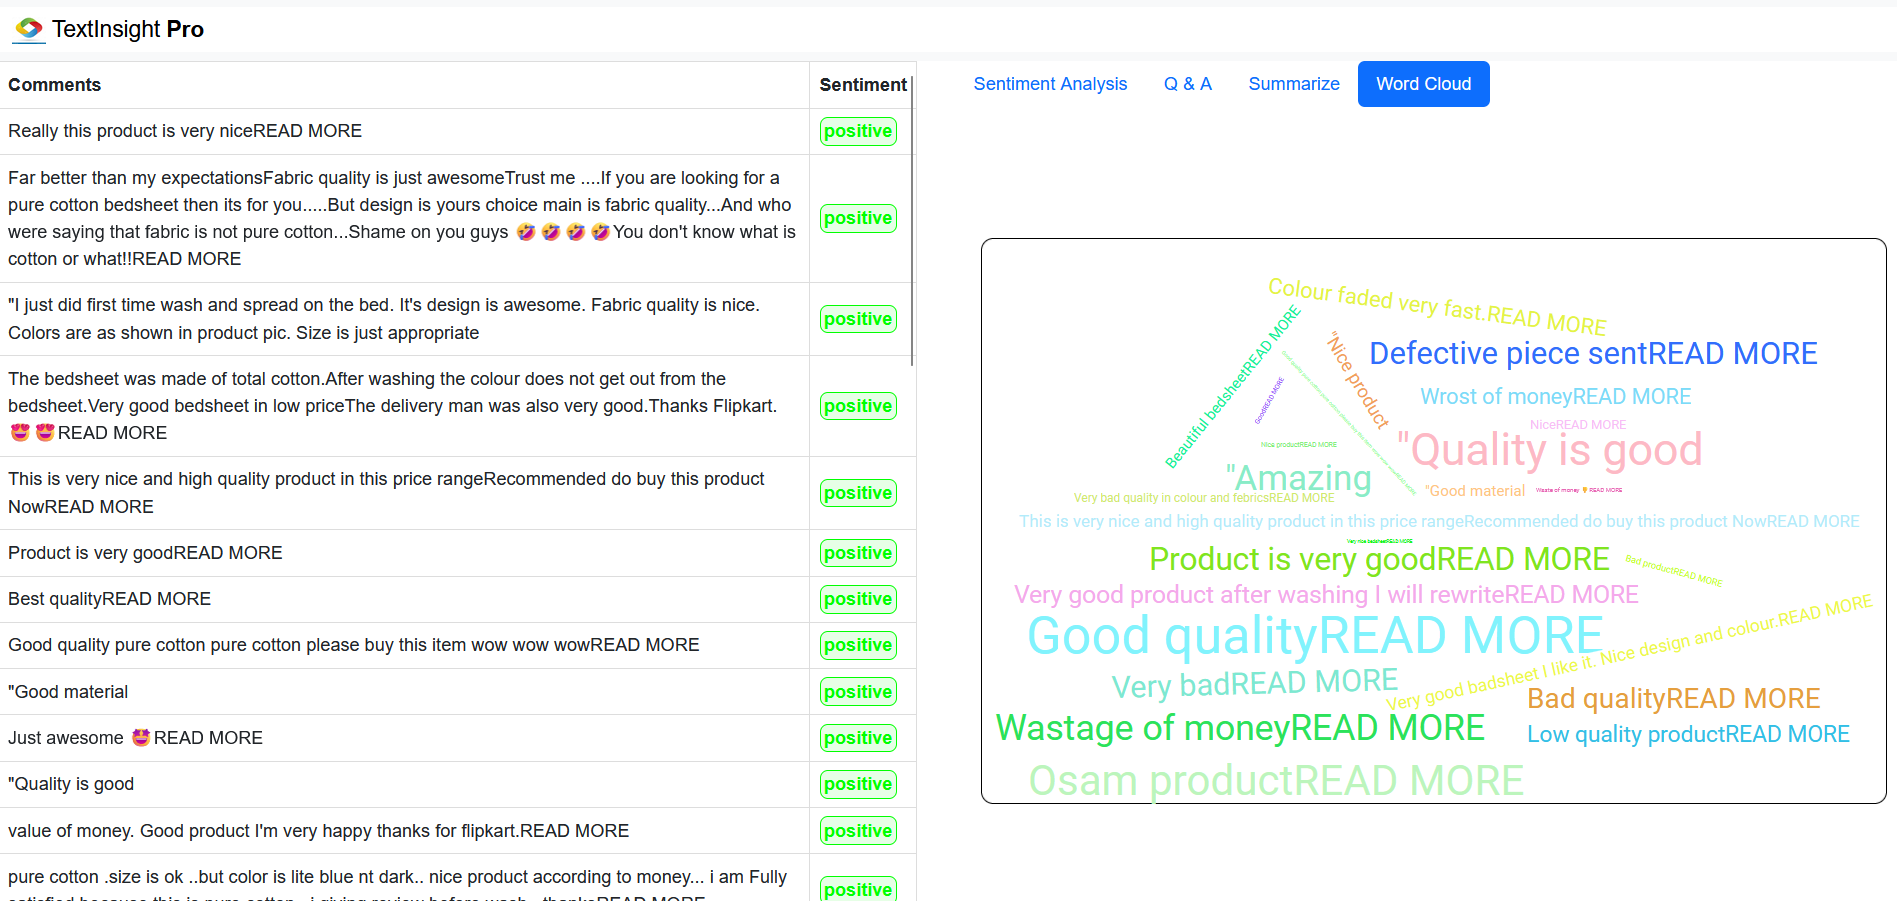 TextInsight Pro
Comments
Sentiment
Really this product is very niceREAD MORE
positive
Far better than my expectationsFabric quality is just awesomeTrust me ....If you are looking for a
pure cotton bedsheet then its for you.....But design is yours choice main is fabric quality...And who
were saying that fabric is not pure cotton...Shame on you guys 🤣🤣🤣🤣You don't know what is
cotton or what!!READ MORE
positive
"I just did first time wash and spread on the bed. It's design is awesome. Fabric quality is nice.
Colors are as shown in product pic. Size is just appropriate
positive
The bedsheet was made of total cotton.After washing the colour does not get out from the
bedsheet.Very good bedsheet in low priceThe delivery man was also very good.Thanks Flipkart.
😍😍READ MORE
positive
This is very nice and high quality product in this price rangeRecommended do buy this product
NowREAD MORE
positive
Product is very goodREAD MORE
positive
Best qualityREAD MORE
positive
Good quality pure cotton pure cotton please buy this item wow wow wowREAD MORE
positive
"Good material
positive
Just awesome 🤩READ MORE
positive
"Quality is good
positive
value of money. Good product I'm very happy thanks for flipkart.READ MORE
positive
pure cotton .size is ok ..but color is lite blue nt dark.. nice product according to money... i am Fully
positive
Sentiment Analysis
Q & A
Summarize
Word Cloud
Colour faded very fast.READ MORE
Beautiful bedsheetREAD MORE
"Nice product
Defective piece sentREAD MORE
GoodREAD MORE
Wrost of moneyREAD MORE
NiceREAD MORE
Nice productREAD MORE
"Quality is good
"Amazing
"Good material
Waste of money 👎READ MORE
Very bad quality in colour and febricsREAD MORE
This is very nice and high quality product in this price rangeRecommended do buy this product NowREAD MORE
Very nice bedsheetREAD MORE
Product is very goodREAD MORE
Bad productREAD MORE
Very good product after washing I will rewriteREAD MORE
Good qualityREAD MORE
Very good badsheet I like it. Nice design and colour.READ MORE
Very badREAD MORE
Bad qualityREAD MORE
Wastage of moneyREAD MORE
Low quality productREAD MORE
Osam productREAD MORE